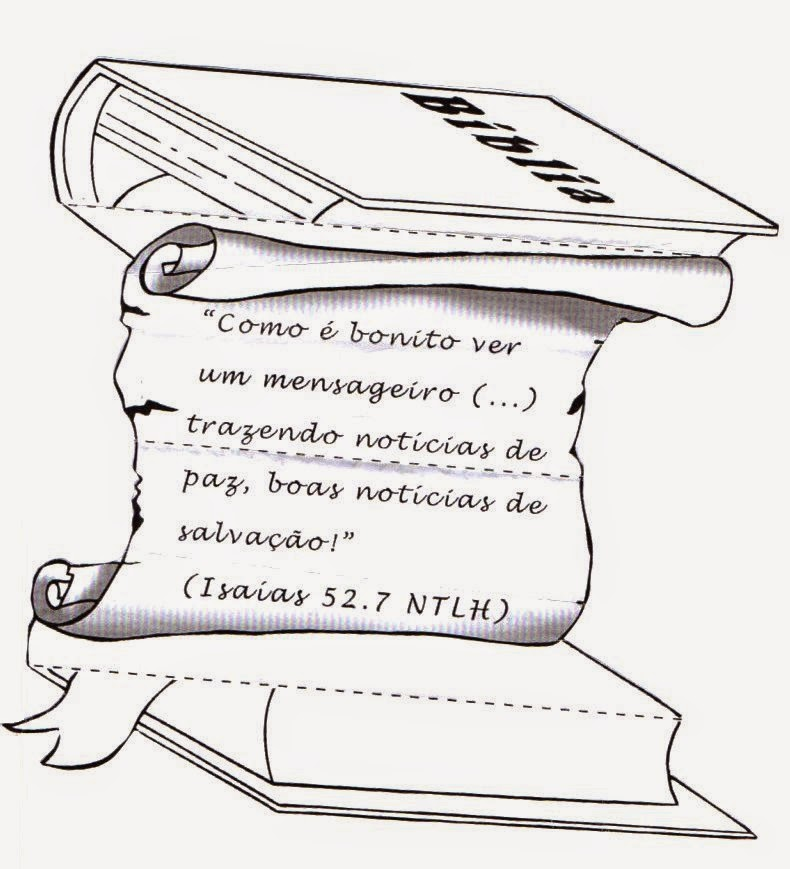 Bíblia
“Como é bonito ver
um mensageiro (...)
trazendo notícias de
paz, boas notícias de
salvação!”
(Isaías 52.7 NTLH)